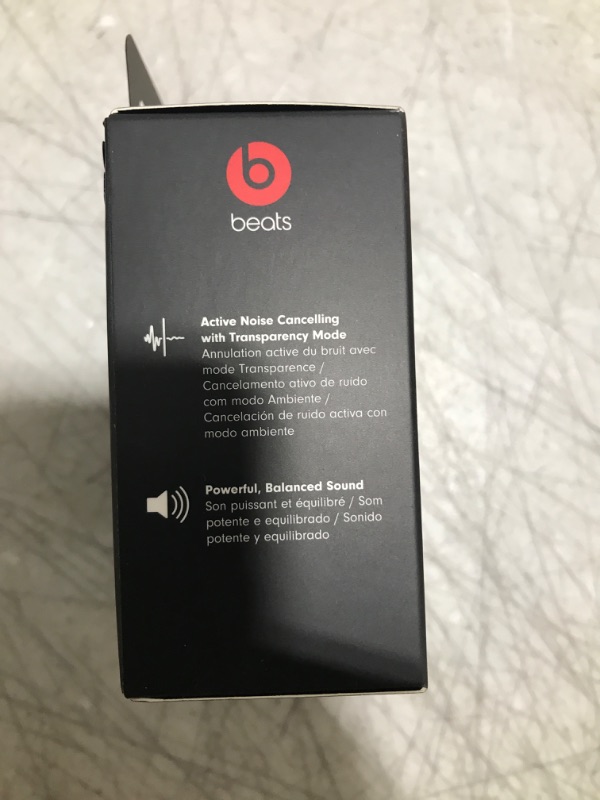 b
beats
Active Noise Cancelling
with Transparency Mode
Annulation active du bruit avec
mode Transparence /
Cancelamento ativo de ruído
com modo Ambiente /
Cancelación de ruido activa con
modo ambiente
Powerful, Balanced Sound
Son puissant et équilibré / Som
potente e equilibrado / Sonido
potente y equilibrado